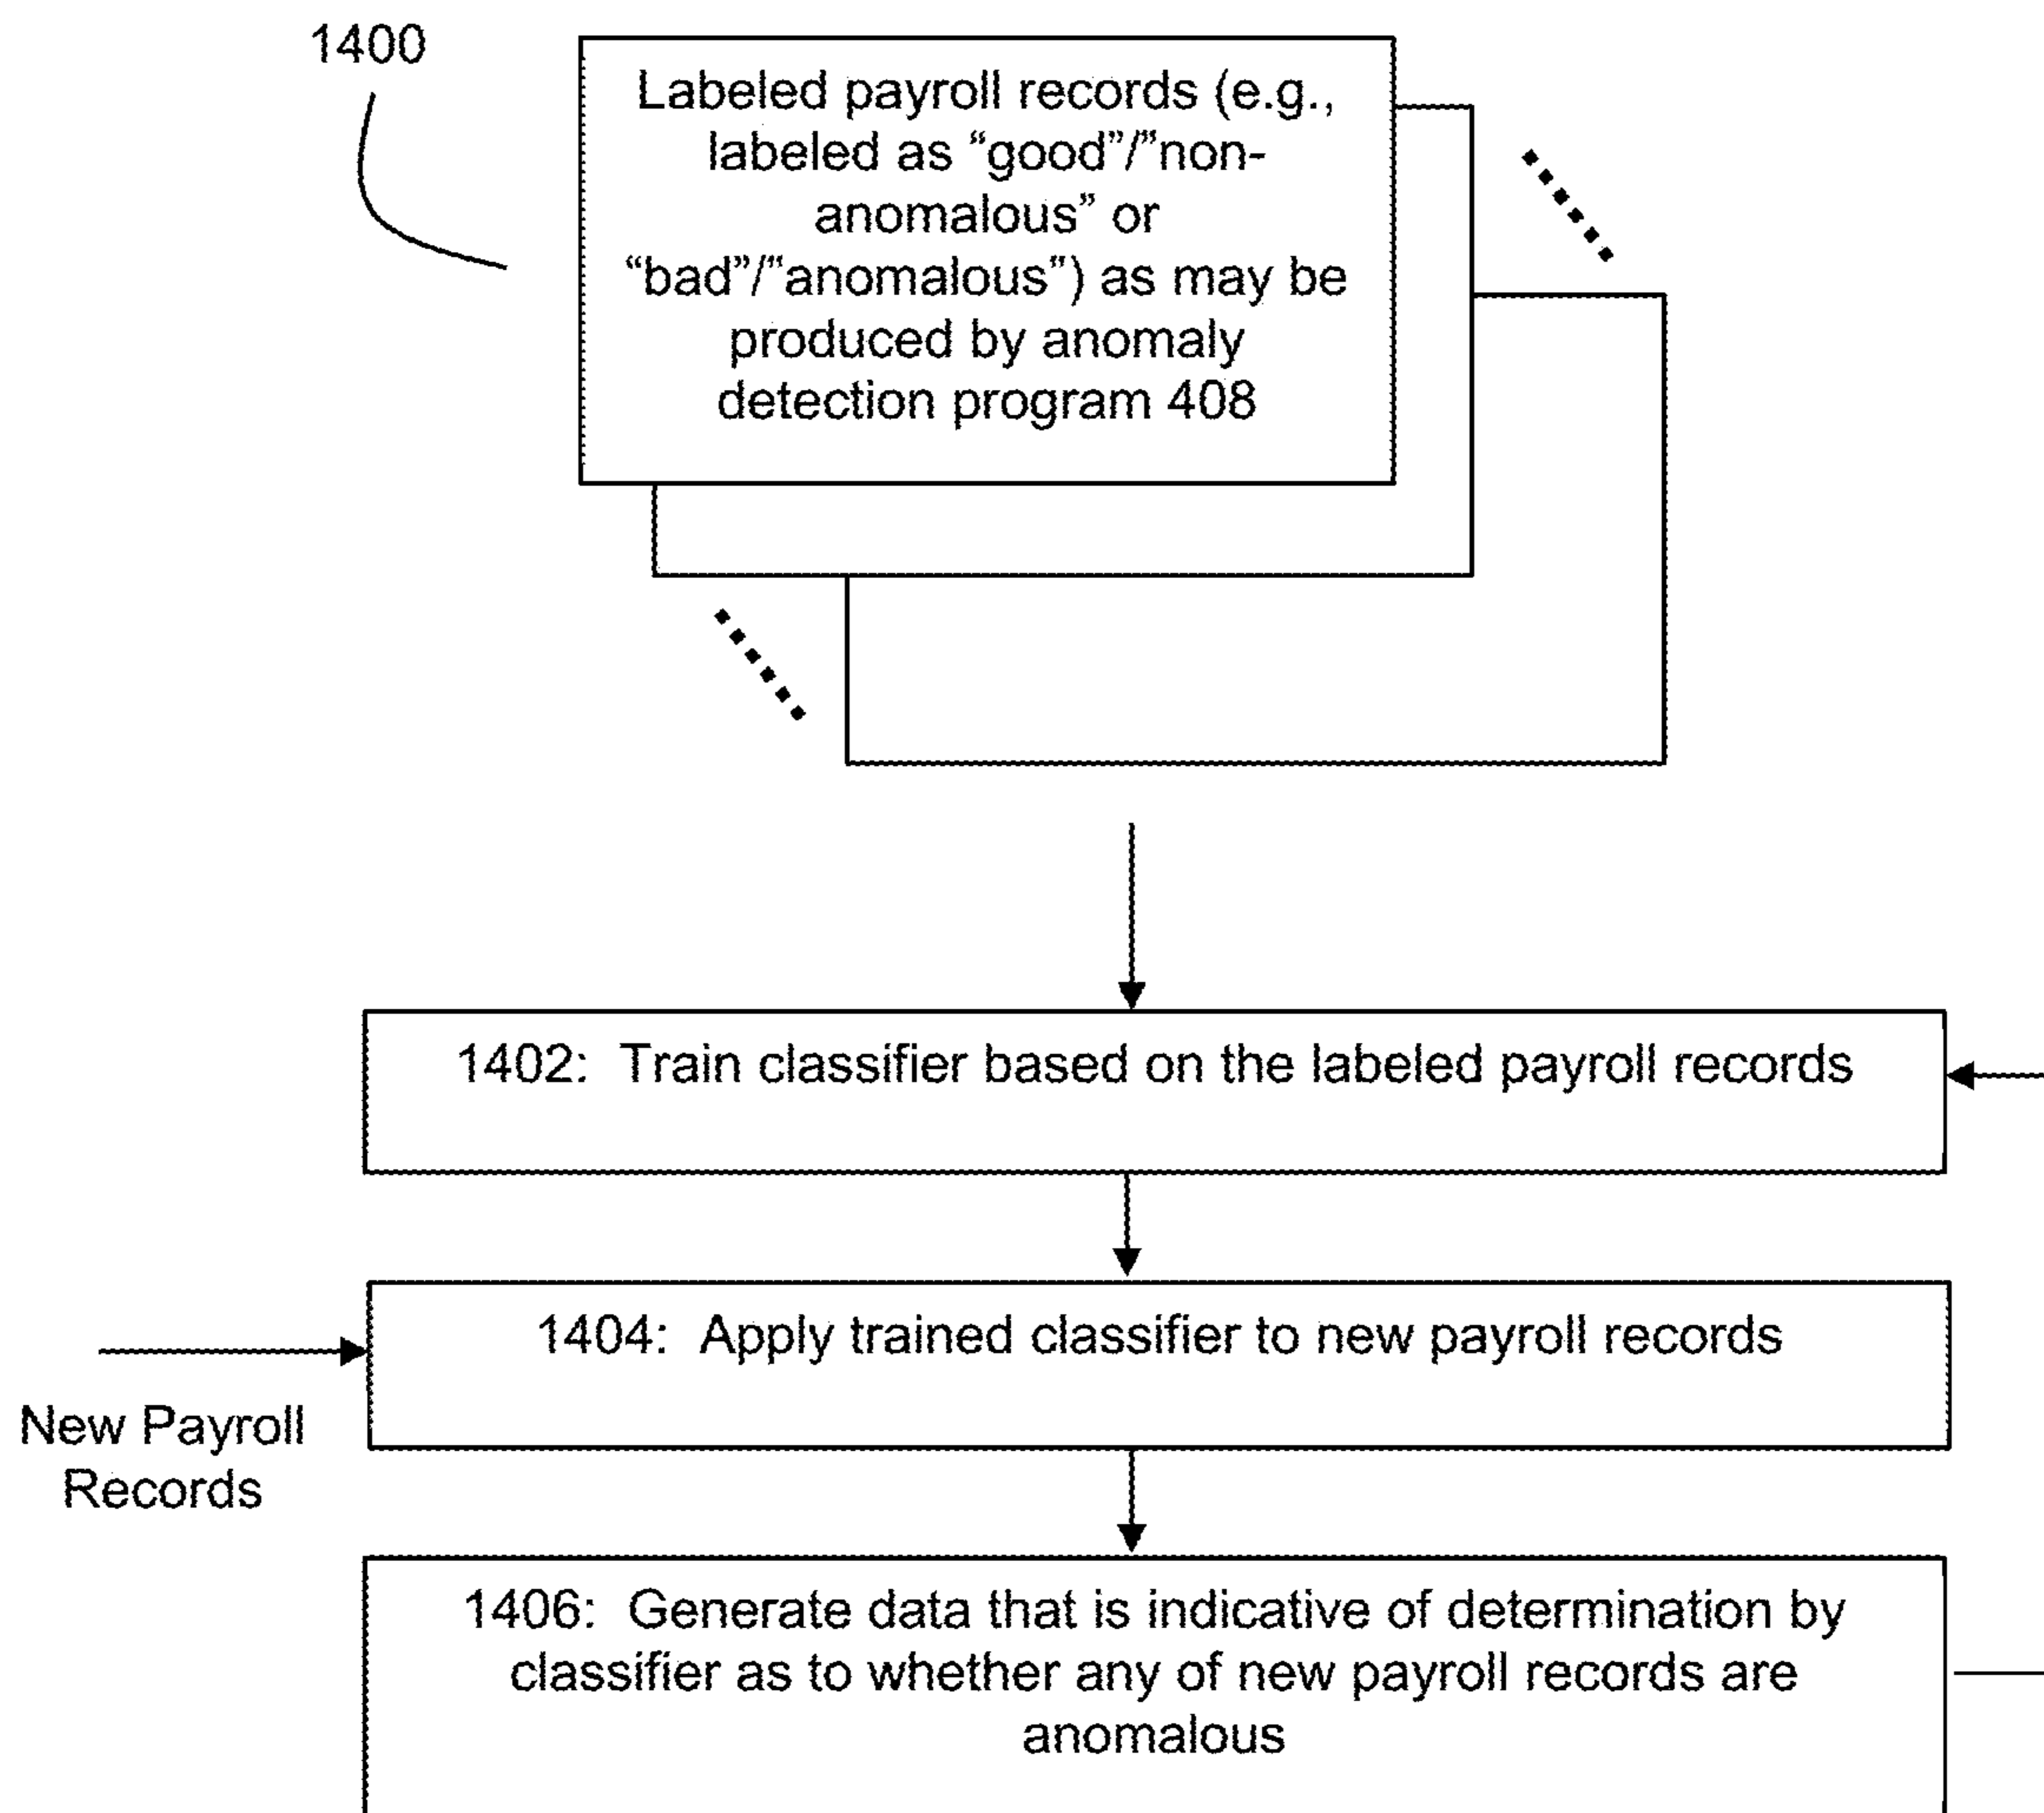 1400
Labeled payroll records (e.g.,
labeled as “good”/”non-
anomalous” or
“bad”/”anomalous”) as may be
produced by anomaly
detection program 408
1402: Train classifier based on the labeled payroll records
1404: Apply trained classifier to new payroll records
New Payroll
Records
1406: Generate data that is indicative of determination by
classifier as to whether any of new payroll records are
anomalous